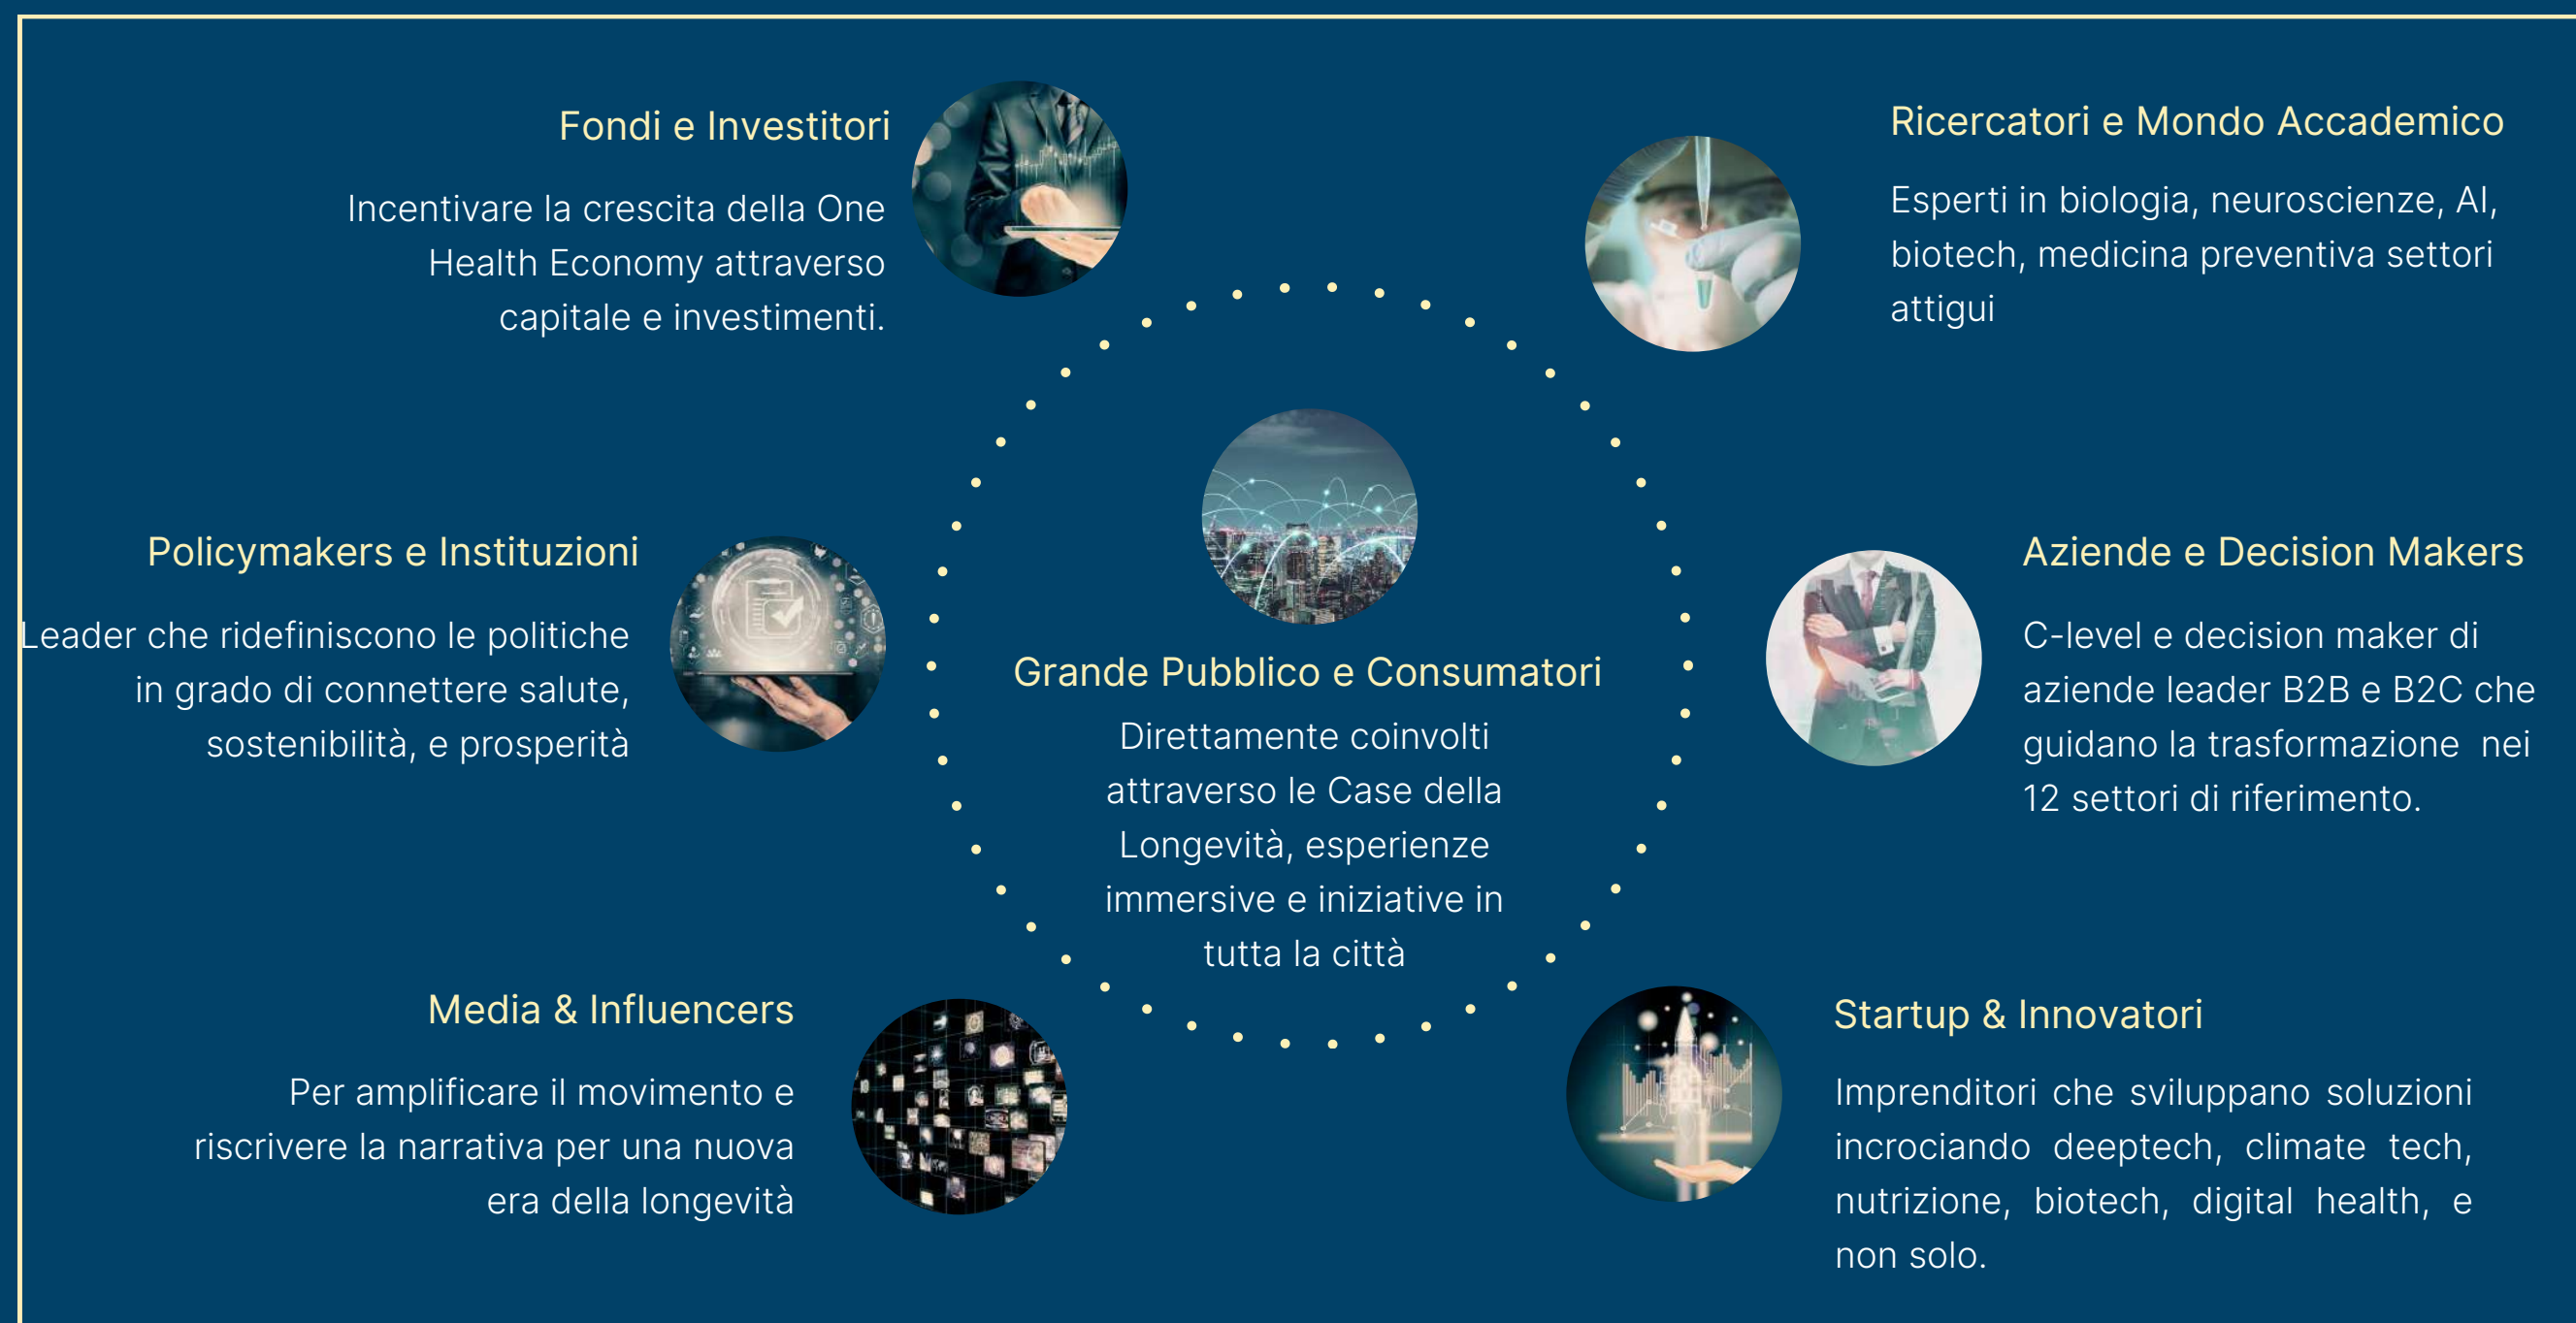 Fondi e Investitori
Incentivare la crescita della One
Health Economy attraverso
capitale e investimenti.
Ricercatori e Mondo Accademico
Esperti in biologia, neuroscienze, AI,
biotech, medicina preventiva settori
attigui
Policymakers e Instituzioni
Leader che ridefiniscono le politiche
in grado di connettere salute,
sostenibilità, e prosperità
Grande Pubblico e Consumatori
Direttamente coinvolti
attraverso le Case della
Longevità, esperienze
immersive e iniziative in
tutta la città
Aziende e Decision Makers
C-level e decision maker di
aziende leader B2B e B2C che
guidano la trasformazione  nei
12 settori di riferimento.
Media & Influencers
Per amplificare il movimento e
riscrivere la narrativa per una nuova
era della longevità
Startup & Innovatori
Imprenditori che sviluppano soluzioni
incrociando deeptech, climate tech,
nutrizione, biotech, digital health, e
non solo.